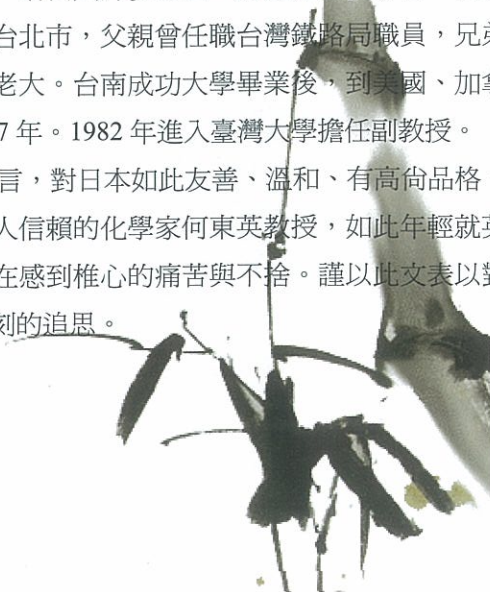 台北市，父親曾任職台灣鐵路局職員，兄弟
老大。台南成功大學畢業後，到美國、加拿
7 年。1982 年進入臺灣大學擔任副教授。
言，對日本如此友善、溫和、有高尚品格，
人信賴的化學家何東英教授，如此年輕就英
在感到椎心的痛苦與不捨。謹以此文表以對
刻的追思。